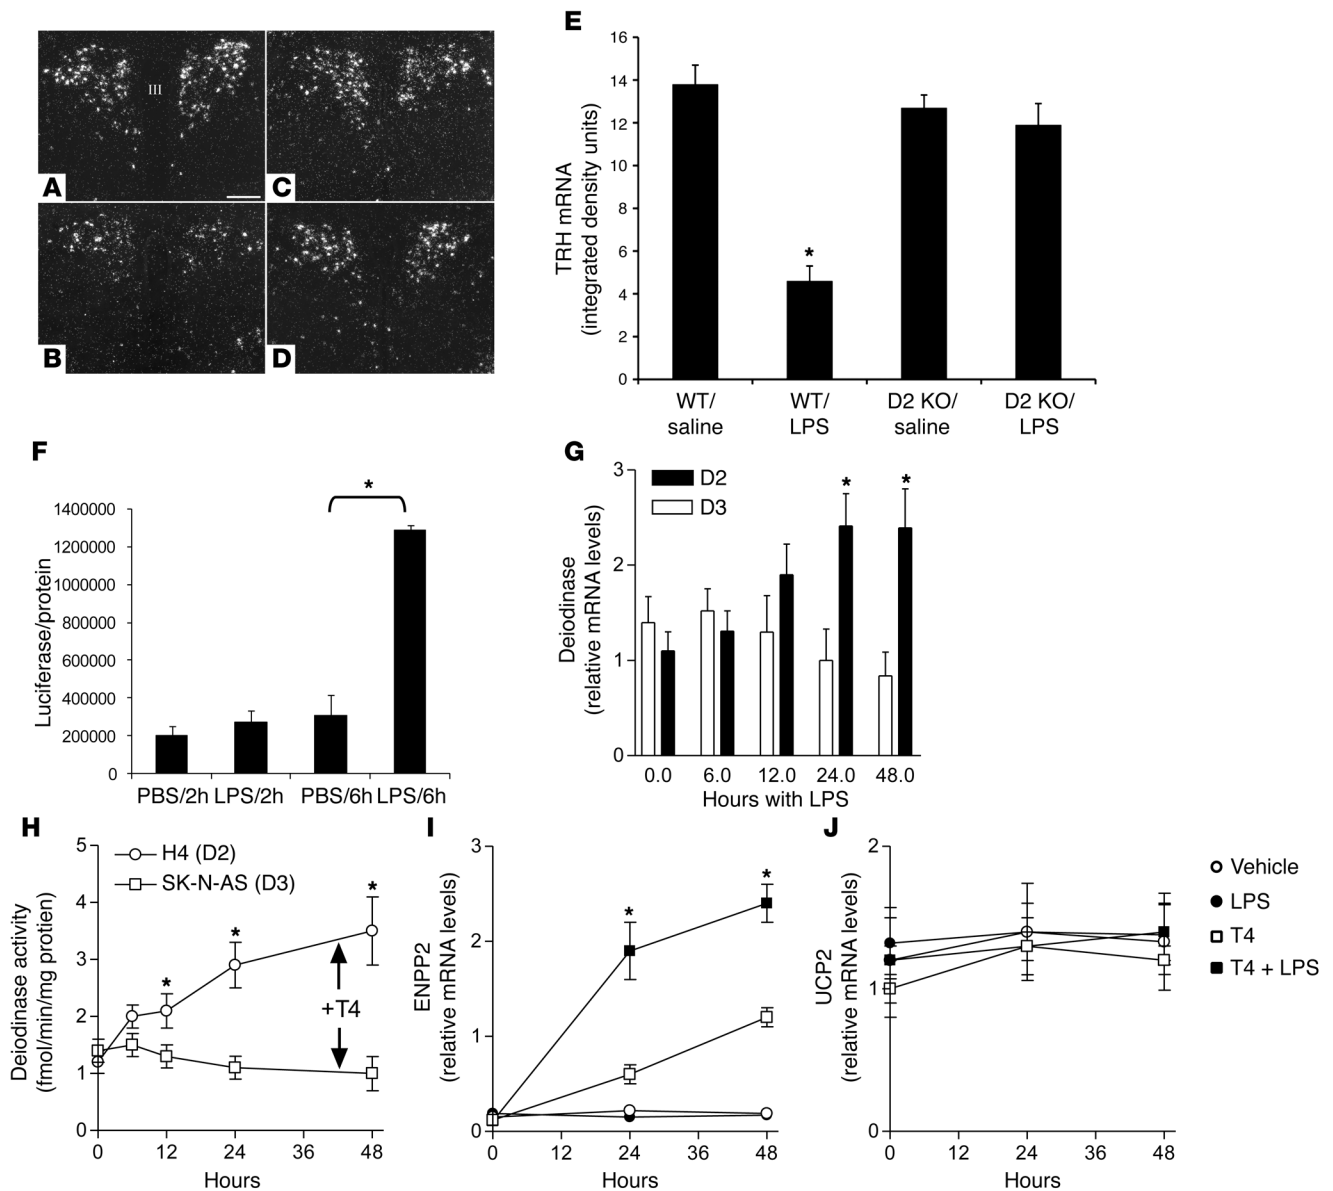 A
III
C
B
D
E
TRH mRNA
(integrated density units)
16
14
12
10
8
6
4
2
0
*
WT/
saline
WT/
LPS
D2 KO/
saline
D2 KO/
LPS
F
Luciferase/protein
1400000
1200000
1000000
800000
600000
400000
200000
0
*
PBS/2h
LPS/2h
PBS/6h
LPS/6h
G
Deiodinase
(relative mRNA levels)
3
2
1
0
D2
D3
*
*
0.0
6.0
12.0
24.0
48.0
Hours with LPS
H
Deiodinase activity
(fmol/min/mg protien)
5
4
3
2
1
0
H4 (D2)
SK-N-AS (D3)
*
*
*
+T4
0
12
24
36
48
Hours
I
ENPP2
(relative mRNA levels)
3
2
1
0
*
*
0
12
24
36
48
Hours
J
UCP2
(relative mRNA levels)
2
1
0
0
12
24
36
48
Hours
Vehicle
LPS
T4
T4 + LPS